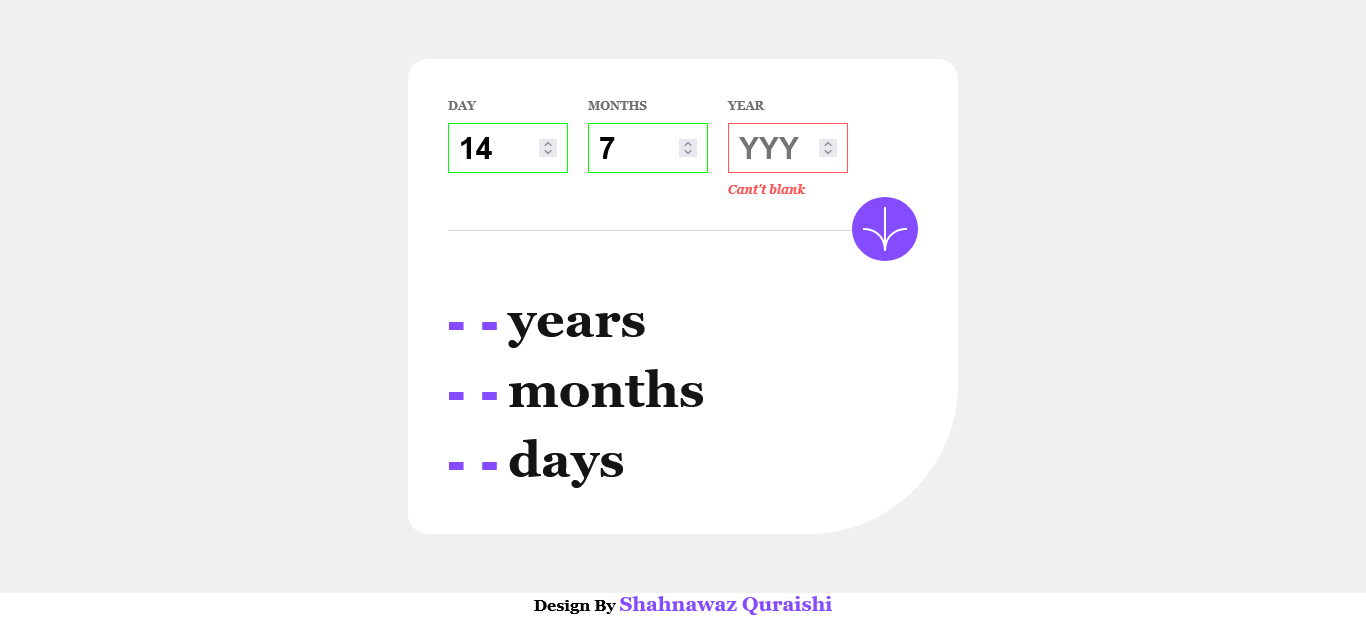 DAY MONTHS YEAR
14 7 YYY
Cant't blank
- - years
- - months
- - days
Design By Shahnawaz Quraishi